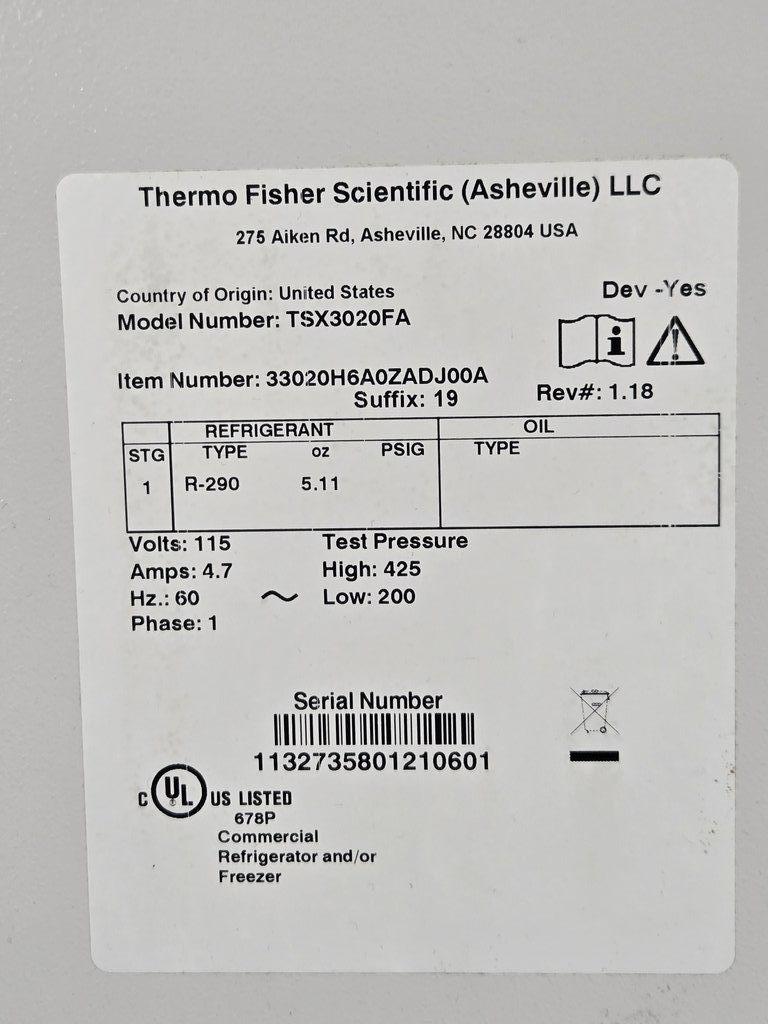 Thermo Fisher Scientific (Asheville) LLC
275 Aiken Rd, Asheville, NC 28804 USA
Country of Origin: United States
Dev -Yes
Model Number: TSX3020FA
Item Number: 33020H6A0ZADJ00A
Suffix: 19
Rev#: 1.18
REFRIGERANT OIL
STG TYPE oz PSIG TYPE
1 R-290 5.11
Volts: 115 Test Pressure
Amps: 4.7 High: 425
Hz.: 60 ~ Low: 200
Phase: 1
Serial Number
1132735801210601
C UL US LISTED
678P
Commercial
Refrigerator and/or
Freezer